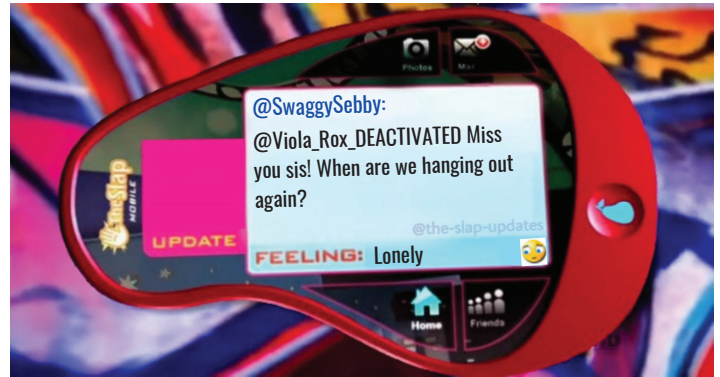 Photos
@SwaggySebby:
@Viola_Rox_DEACTIVATED Miss
you sis! When are we hanging out
again?
@the-slap-updates
theSlap
MOBILE
UPDATE
FEELING: Lonely
Home
Friends